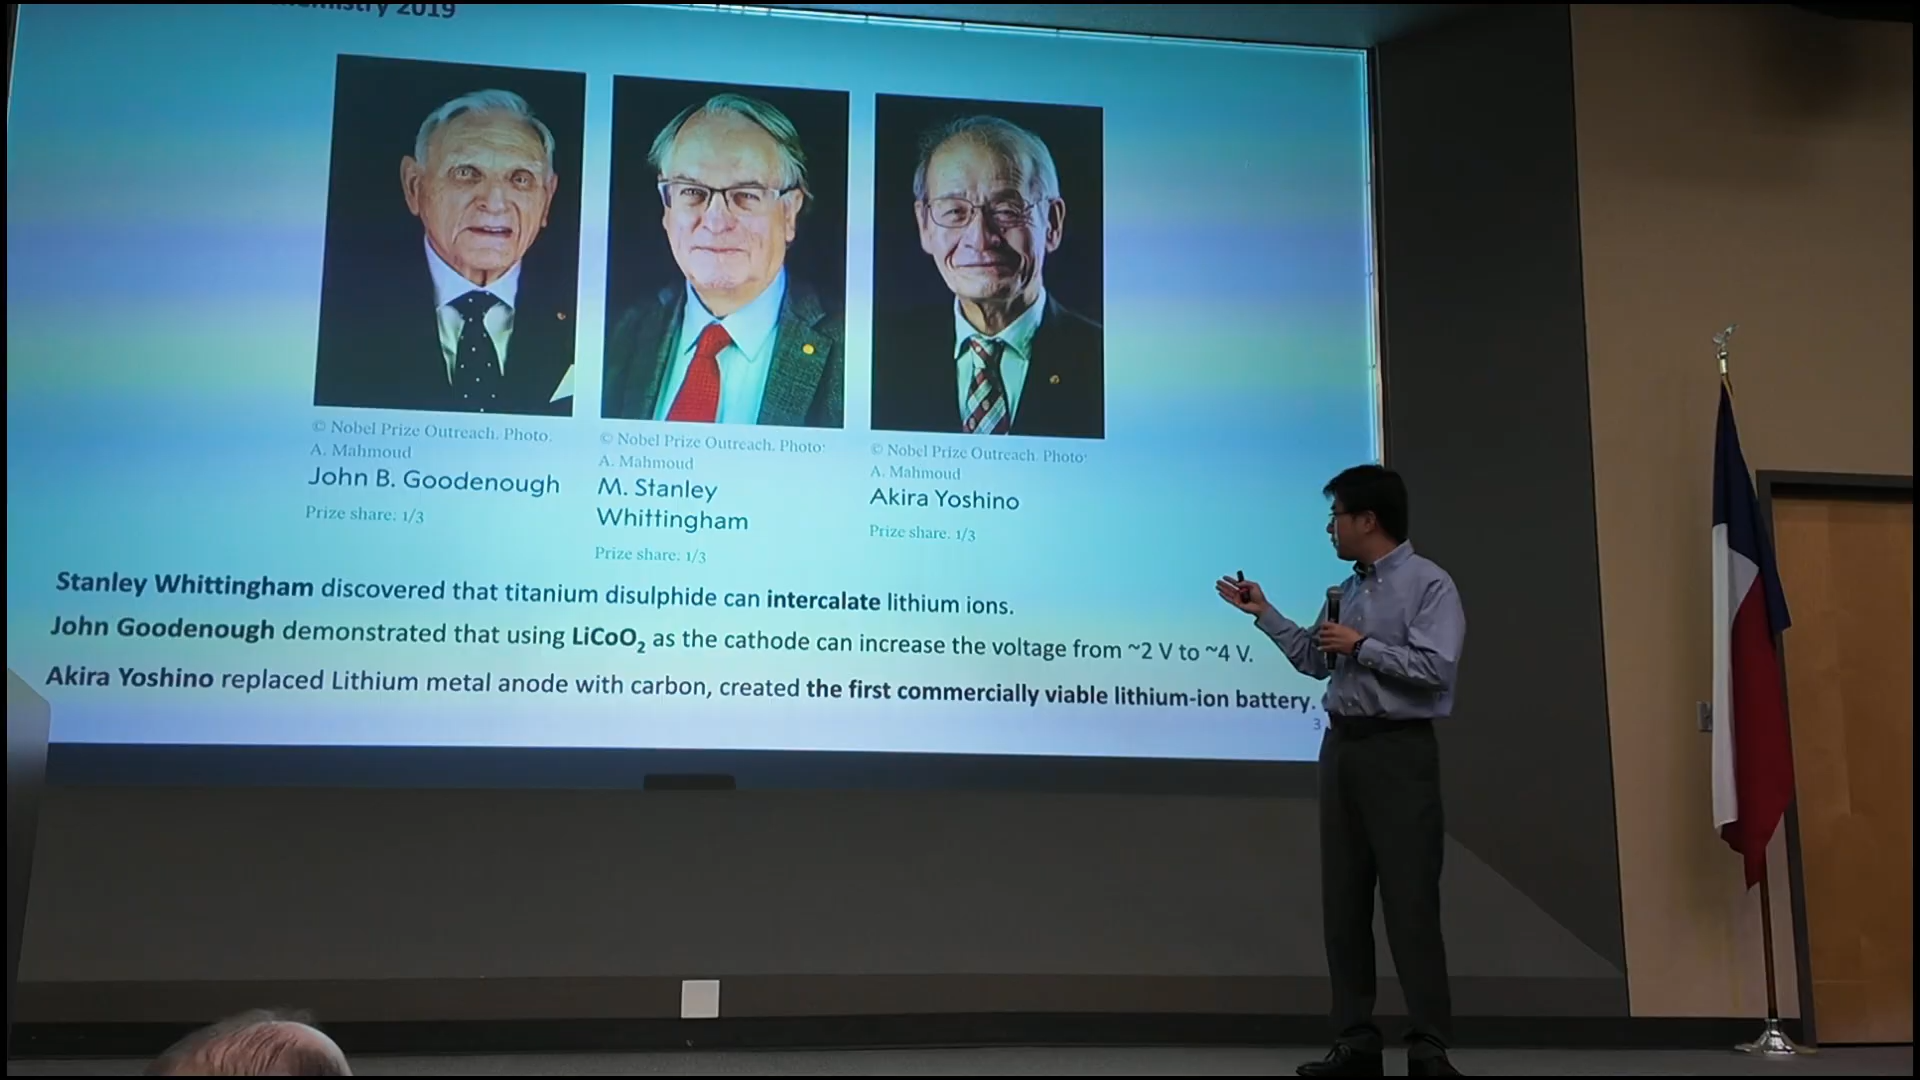 2019
© Nobel Prize Outreach. Photo:
A. Mahmoud
John B. Goodenough
Prize share: 1/3
© Nobel Prize Outreach. Photo:
A. Mahmoud
M. Stanley
Whittingham
Prize share: 1/3
© Nobel Prize Outreach. Photo:
A. Mahmoud
Akira Yoshino
Prize share: 1/3
Stanley Whittingham discovered that titanium disulphide can intercalate lithium ions.
John Goodenough demonstrated that using LiCoO₂ as the cathode can increase the voltage from ~2 V to ~4 V.
Akira Yoshino replaced Lithium metal anode with carbon, created the first commercially viable lithium-ion battery.
3